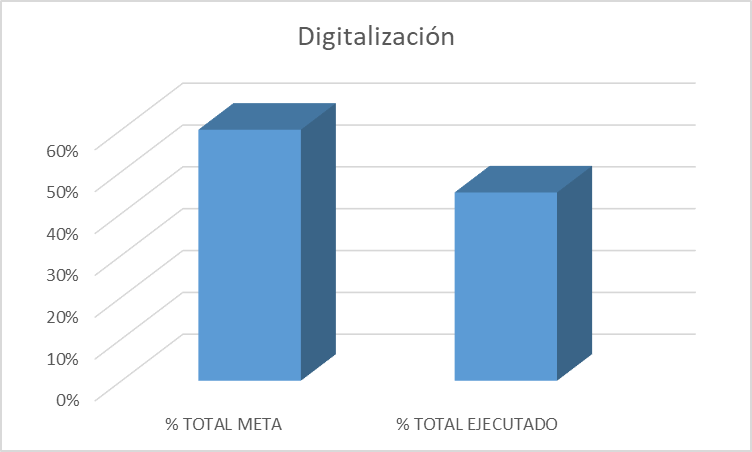 Digitalización
60%
50%
40%
30%
20%
10%
0%
% TOTAL META
% TOTAL EJECUTADO